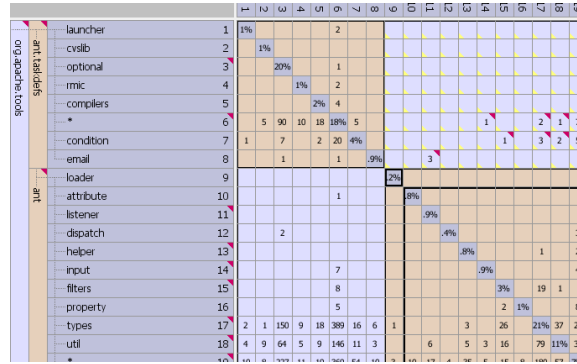 1 2 3 4 5 6 7 8 9 10 11 12 13 14 15 16 17 18
org.apache.tools
ant.taskdefs
ant
launcher 1 1% 2
cvslib 2 1%
optional 3 20% 1
rmic 4 1% 2
compilers 5 2% 4
* 6 5 90 10 18 18% 5 1 2 1
condition 7 1 7 2 20 4% 1 3 2
email 8 1 1 .9% 3
loader 9 .2%
attribute 10 1 .8%
listener 11 .9%
dispatch 12 2 .4%
helper 13 .8% 1
input 14 7 .9%
filters 15 8 3% 19 1
property 16 5 2 1%
types 17 2 1 150 9 18 389 16 6 1 3 26 21% 37
util 18 4 9 64 5 9 146 11 3 6 5 3 16 79 11%